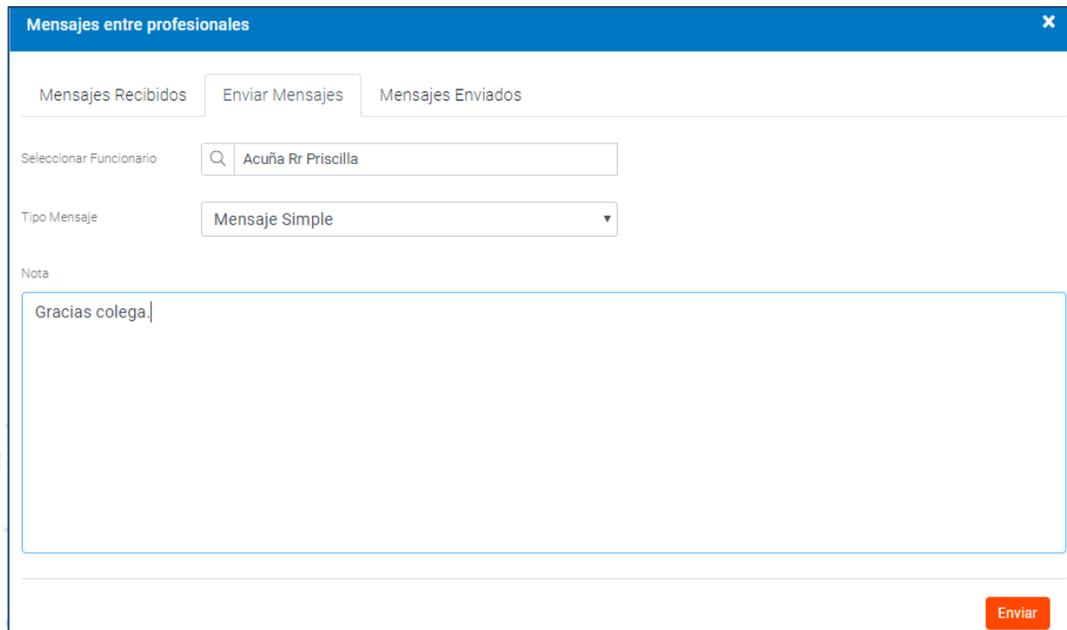 Mensajes entre profesionales
Mensajes Recibidos Enviar Mensajes Mensajes Enviados
Seleccionar Funcionario Acuña Rr Priscilla
Tipo Mensaje Mensaje Simple
Nota
Gracias colega.
Enviar